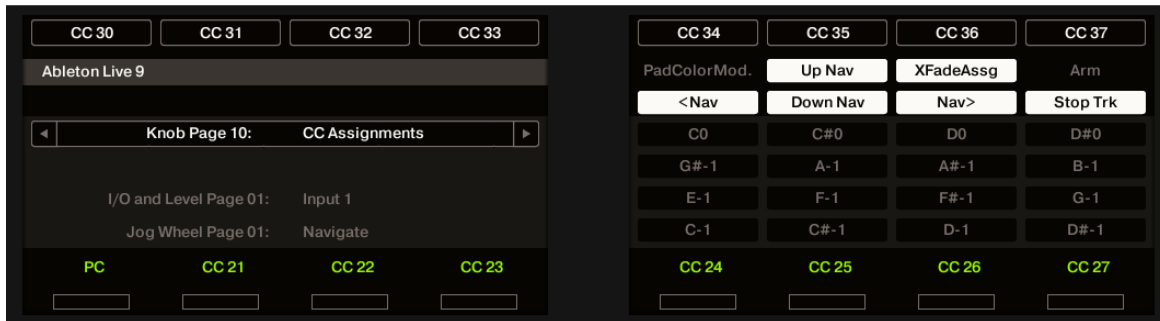 CC 30 CC 31 CC 32 CC 33
Ableton Live 9
Knob Page 10: CC Assignments
I/O and Level Page 01: Input 1
Jog Wheel Page 01: Navigate
PC CC 21 CC 22 CC 23
CC 34 CC 35 CC 36 CC 37
PadColorMod. Up Nav XFadeAssg Arm
<Nav Down Nav Nav> Stop Trk
C0 C#0 D0 D#0
G#-1 A-1 A#-1 B-1
E-1 F-1 F#-1 G-1
C-1 C#-1 D-1 D#-1
CC 24 CC 25 CC 26 CC 27